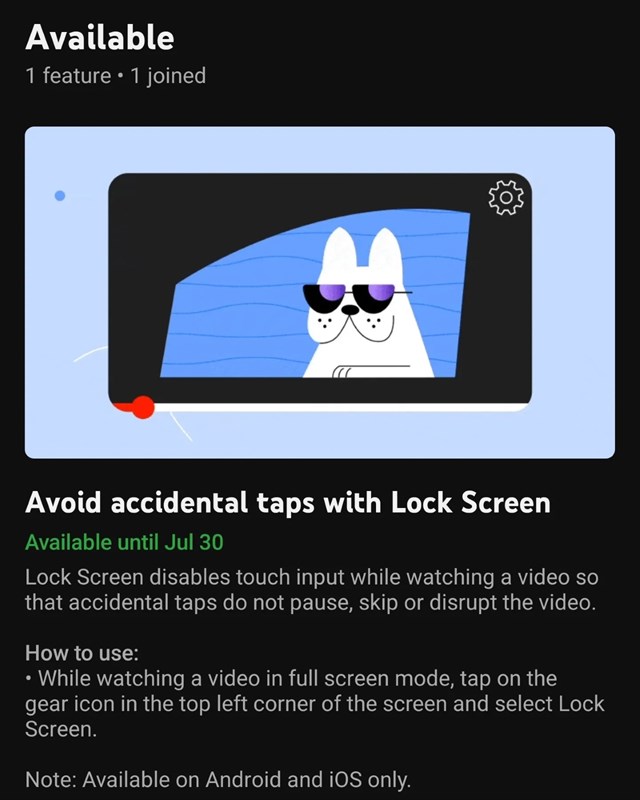 Available
1 feature • 1 joined
Avoid accidental taps with Lock Screen
Available until Jul 30
Lock Screen disables touch input while watching a video so
that accidental taps do not pause, skip or disrupt the video.
How to use:
• While watching a video in full screen mode, tap on the
gear icon in the top left corner of the screen and select Lock
Screen.
Note: Available on Android and iOS only.